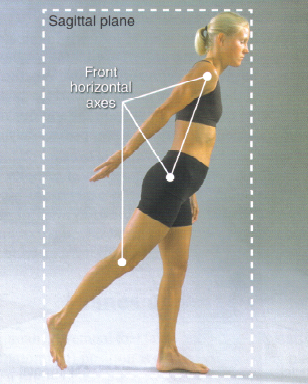 Sagittal plane
Front
horizontal
axes